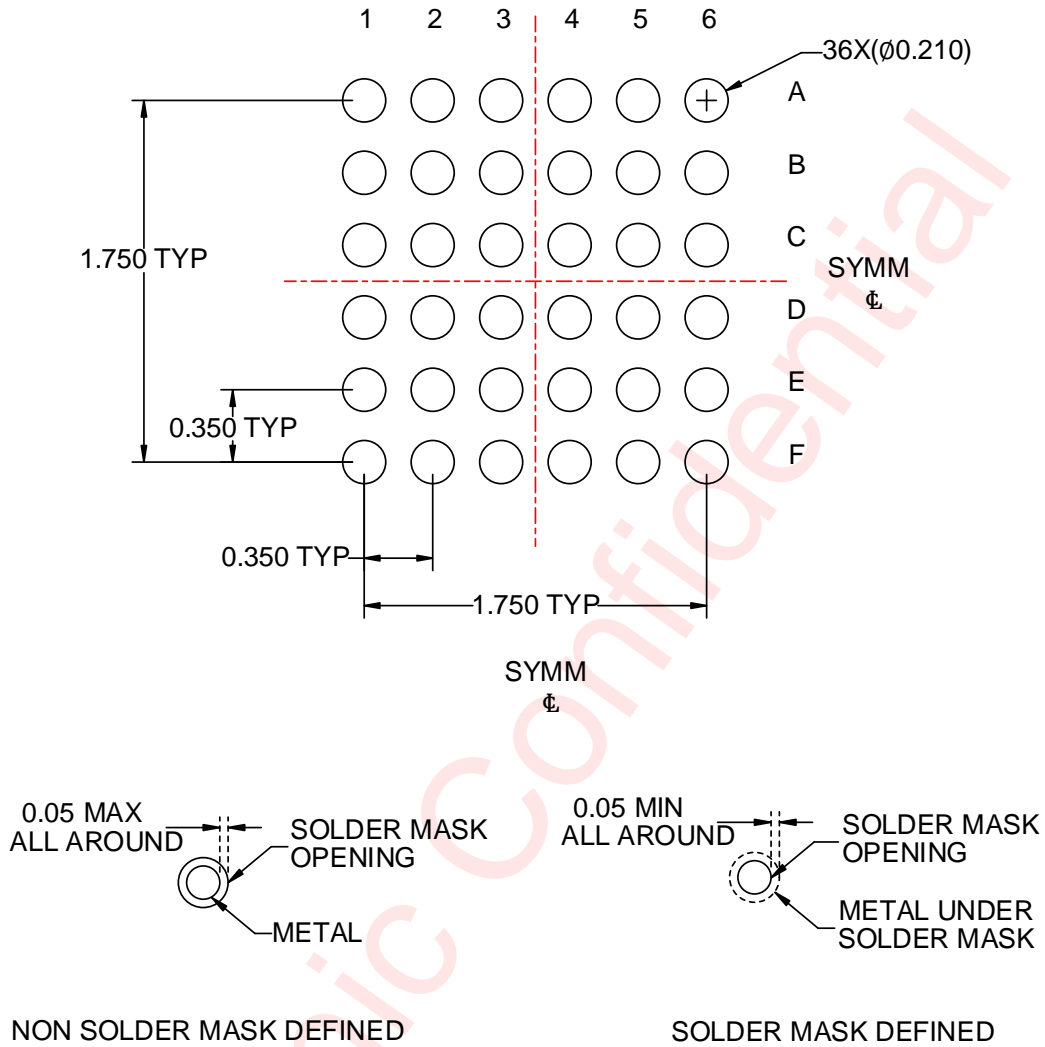 1 2 3 4 5 6
36X(Ø0.210)
A
B
C
1.750 TYP
SYMM
℄
D
E
0.350 TYP
F
0.350 TYP
1.750 TYP
SYMM
℄
0.05 MAX
ALL AROUND
SOLDER MASK
OPENING
METAL
0.05 MIN
ALL AROUND
SOLDER MASK
OPENING
METAL UNDER
SOLDER MASK
NON SOLDER MASK DEFINED
SOLDER MASK DEFINED
nic Confidential